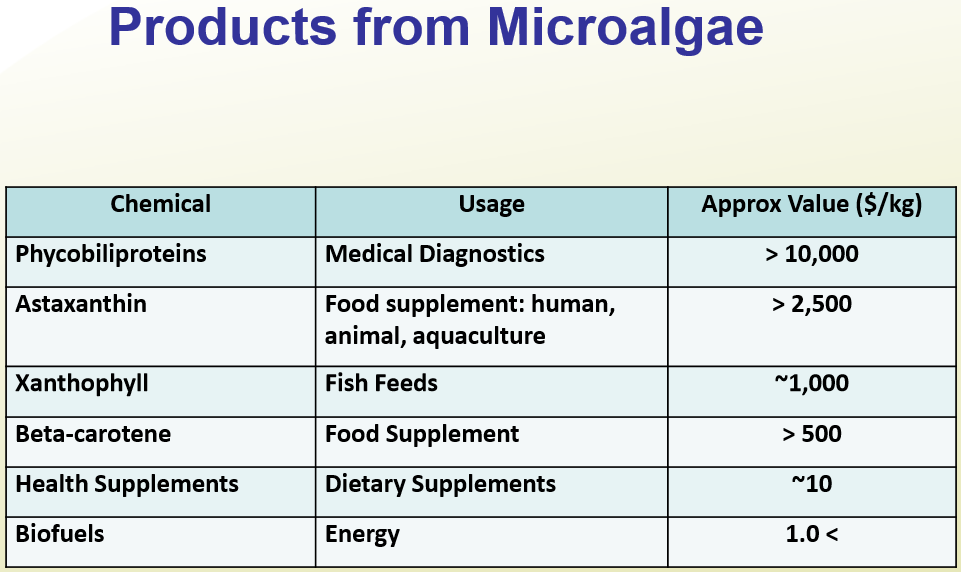 Products from Microalgae
Chemical Usage Approx Value ($/kg)
Phycobiliproteins Medical Diagnostics > 10,000
Astaxanthin Food supplement: human, > 2,500
animal, aquaculture
Xanthophyll Fish Feeds ~1,000
Beta-carotene Food Supplement > 500
Health Supplements Dietary Supplements ~10
Biofuels Energy 1.0 <